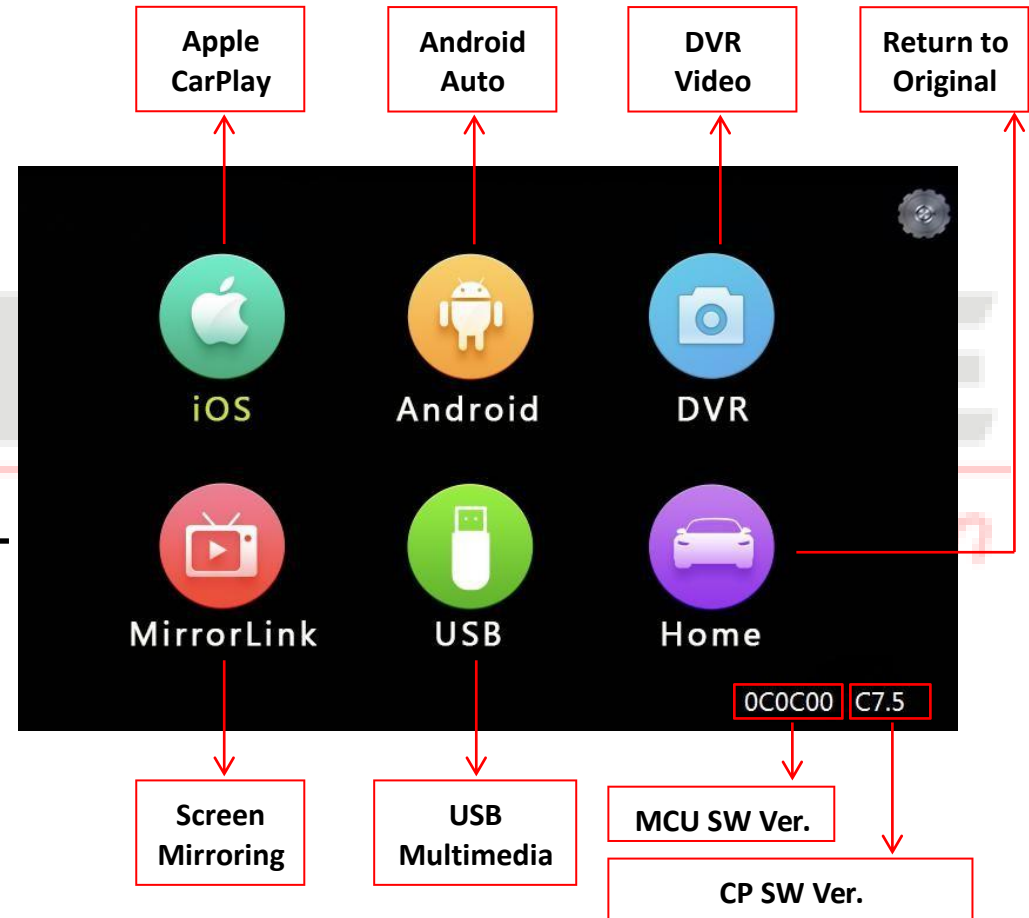 Apple
CarPlay
Android
Auto
DVR
Video
Return to
Original
iOS
Android
DVR
MirrorLink
USB
Home
0C0C00
C7.5
Screen
Mirroring
USB
Multimedia
MCU SW Ver.
CP SW Ver.